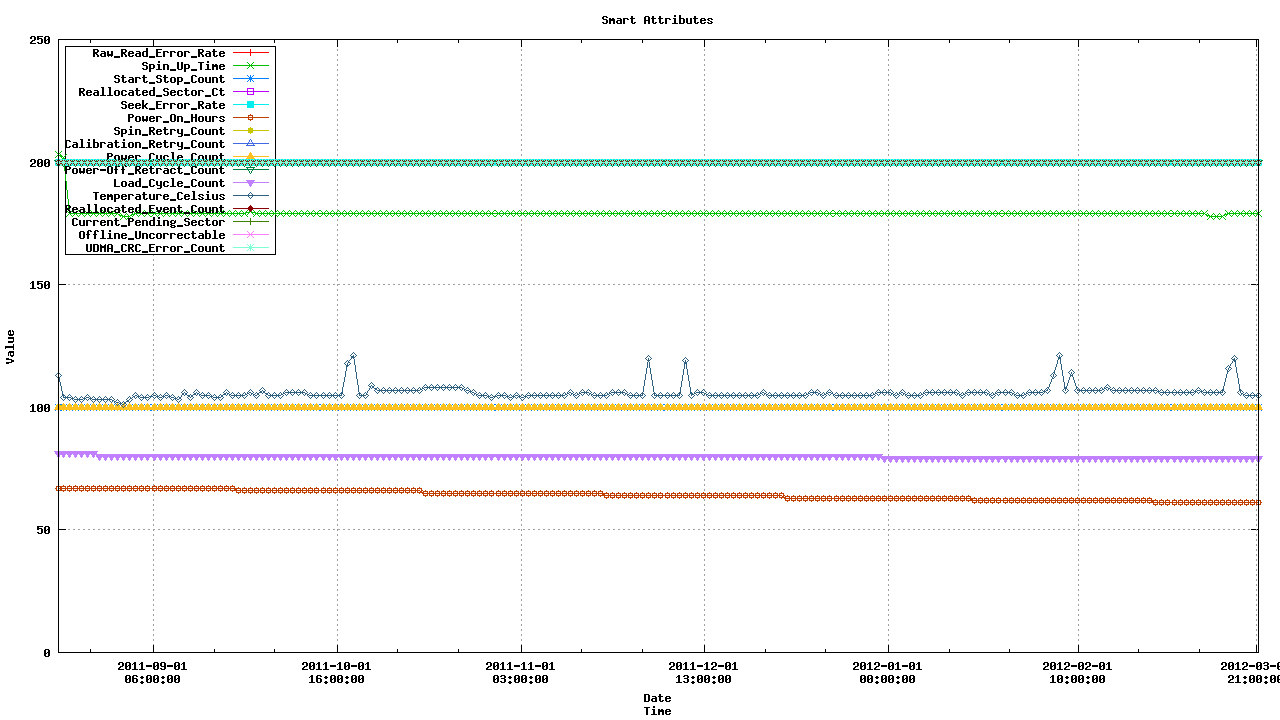 Smart Attributes
250
Raw_Read_Error_Rate
Spin_Up_Time
Start_Stop_Count
Reallocated_Sector_Ct
Seek_Error_Rate
Power_On_Hours
Spin_Retry_Count
Calibration_Retry_Count
Power_Cycle_Count
Power-Off_Retract_Count
Load_Cycle_Count
Temperature_Celsius
Reallocated_Event_Count
Current_Pending_Sector
Offline_Uncorrectable
UDMA_CRC_Error_Count
200
150
Value
100
50
0
2011-09-01 2011-10-01 2011-11-01 2011-12-01 2012-01-01 2012-02-01 2012-03-0
06:00:00 16:00:00 03:00:00 13:00:00 00:00:00 10:00:00 21:00:00
Date
Time